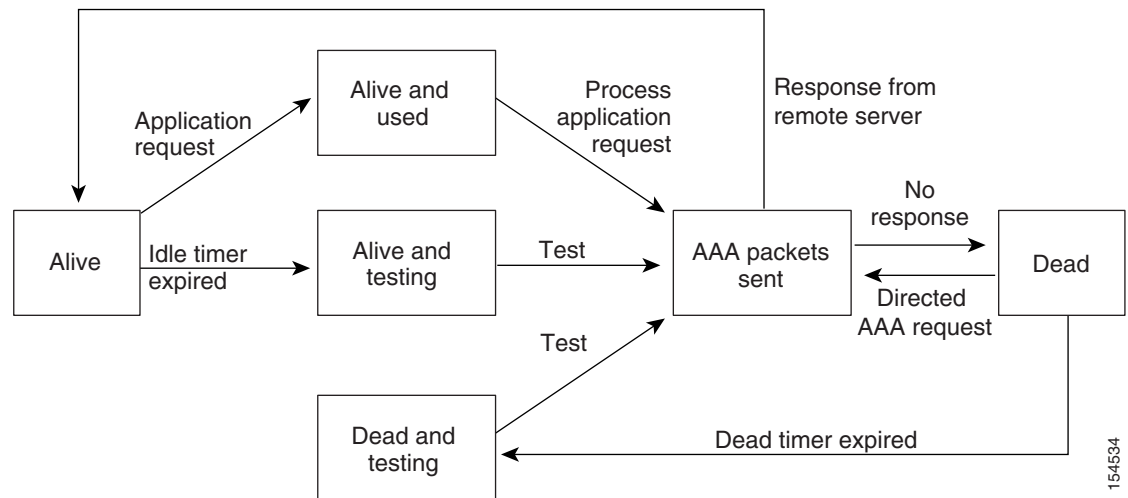 Alive and
used
Process
application
request
Response from
remote server
Application
request
No
response
Alive
Idle timer
expired
Alive and
testing
Test
AAA packets
sent
Dead
Directed
AAA request
Test
Dead and
testing
Dead timer expired
154534